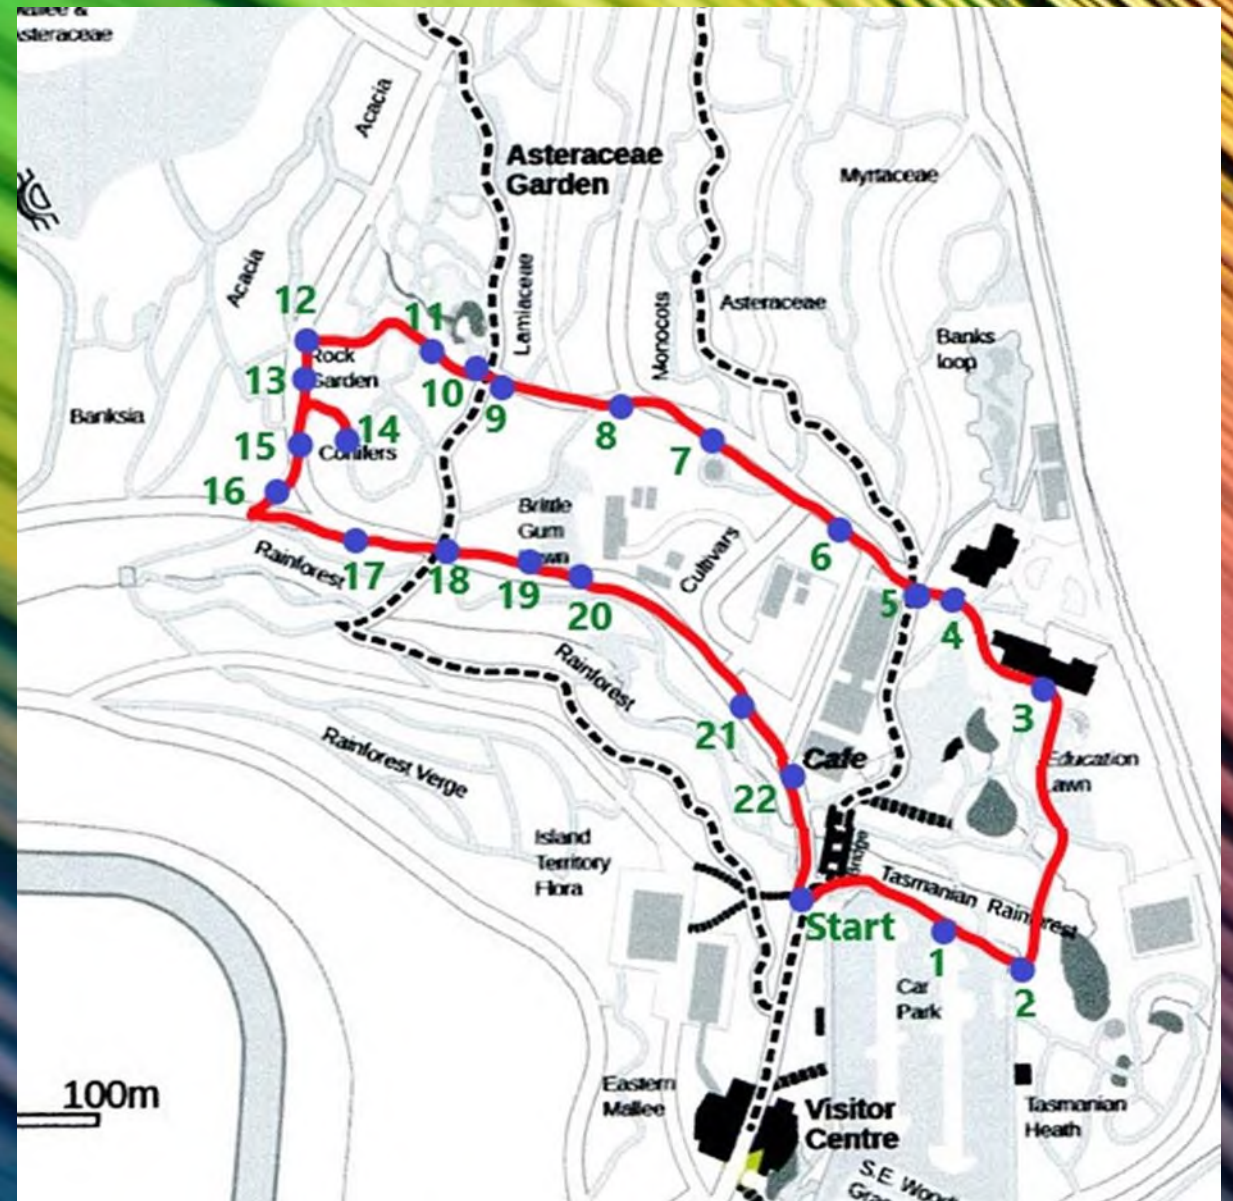 Asteraceae
Acacia
Asteraceae
Garden
Myrtaceae
Acacia
12
11
Lamiaceae
Monocots
Asteraceae
Banks
loop
Rock
Garden
13
10
9
8
7
Banksia
15
14
Conifers
16
Brittle
Gum
Cultivars
6
Rainforest
17
18
19
20
5
4
Rainforest
3
21
Rainforest Verge
Cafe
Education
22
Island
Territory
Flora
Bridge
Tasmanian Rainforest
Start
1
2
Car
Park
100m
Eastern
Mallee
Visitor
Centre
Tasmanian
Heath
S.E.